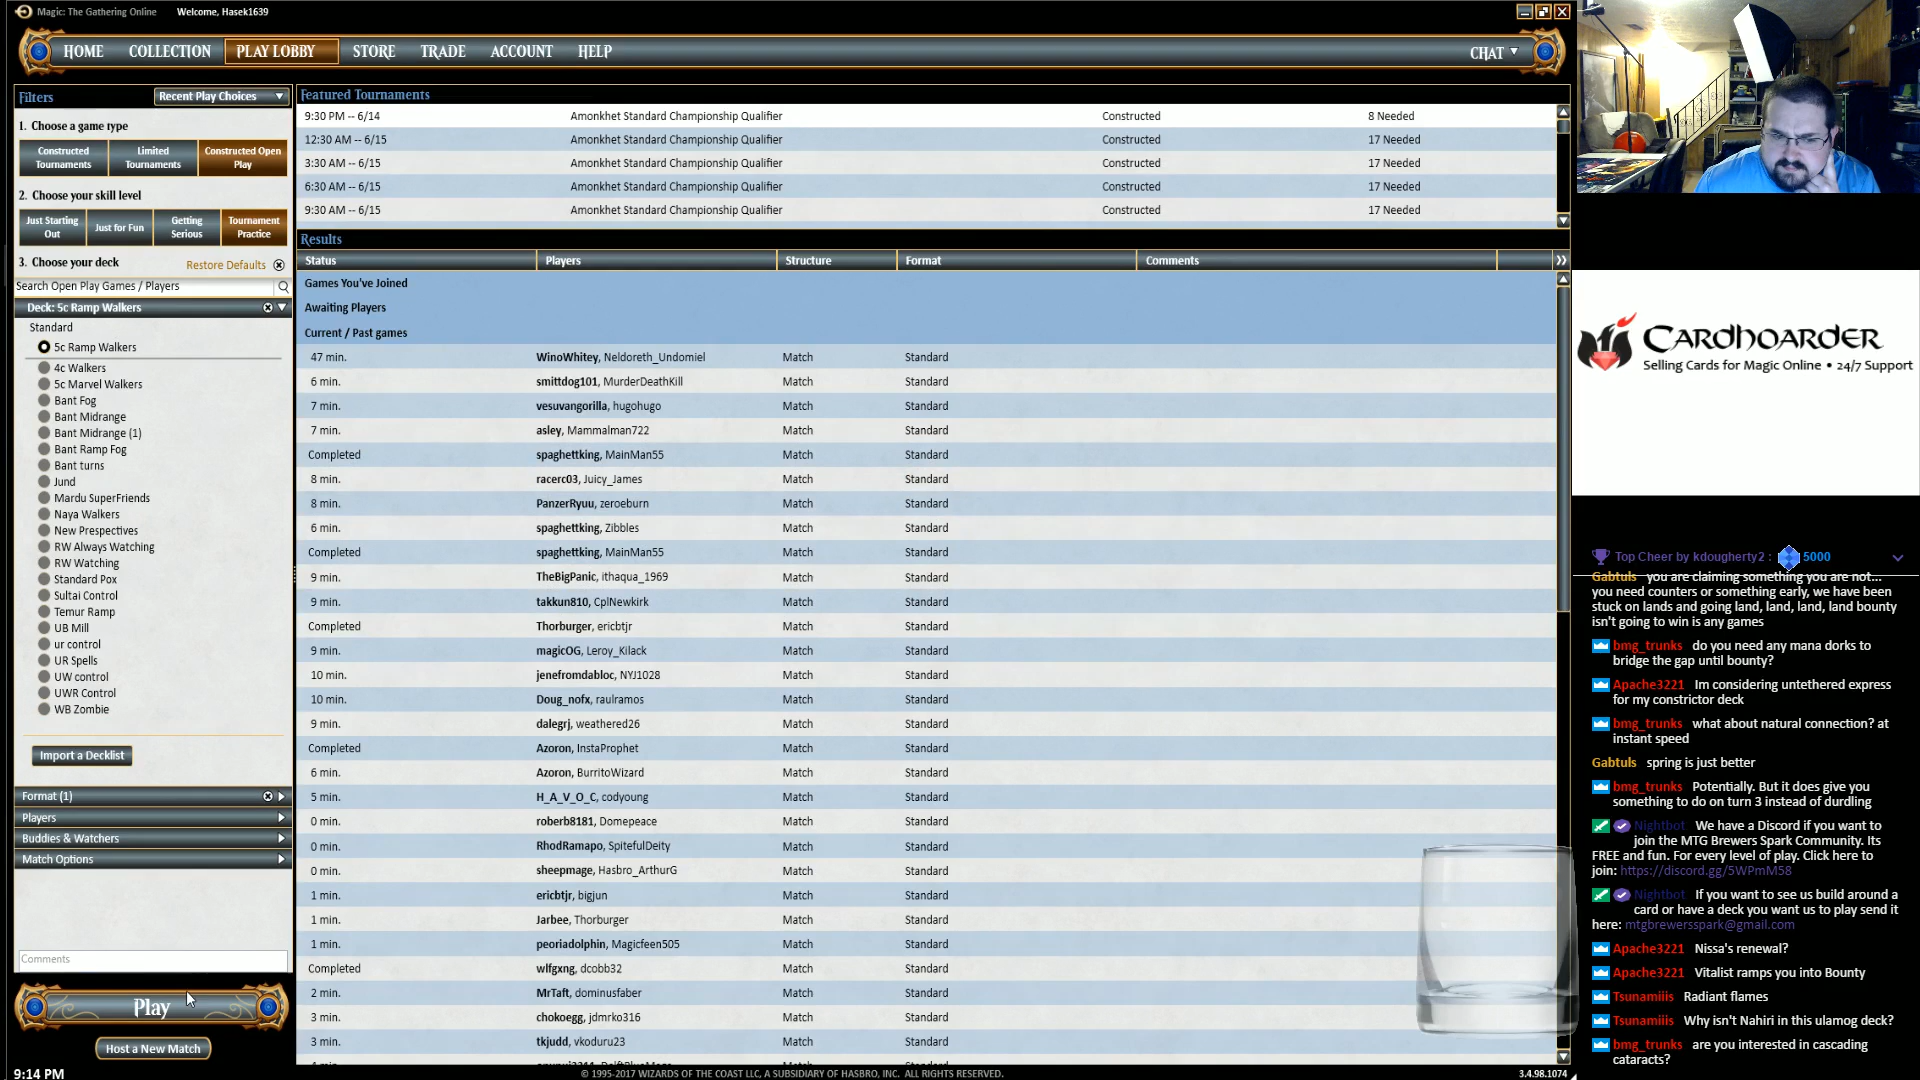 Magic: The Gathering Online Welcome, Hasek1639
HOME COLLECTION PLAY LOBBY STORE TRADE ACCOUNT HELP CHAT
Filters Recent Play Choices
1. Choose a game type
Constructed Tournaments Limited Tournaments Constructed Open Play
2. Choose your skill level
Just Starting Out Just for Fun Getting Serious Tournament Practice
3. Choose your deck Restore Defaults
Search Open Play Games / Players
Deck: 5c Ramp Walkers
Standard
5c Ramp Walkers
4c Walkers
5c Marvel Walkers
Bant Fog
Bant Midrange
Bant Midrange (1)
Bant Ramp Fog
Bant turns
Jund
Mardu SuperFriends
Naya Walkers
New Prespectives
RW Always Watching
RW Watching
Standard Pox
Sultai Control
Temur Ramp
UB Mill
ur control
UR Spells
UW control
UWR Control
WB Zombie
Import a Decklist
Format (1)
Players
Buddies & Watchers
Match Options
Comments
Play
Host a New Match
9:14 PM
Featured Tournaments
9:30 PM -- 6/14 Amonkhet Standard Championship Qualifier Constructed 8 Needed
12:30 AM -- 6/15 Amonkhet Standard Championship Qualifier Constructed 17 Needed
3:30 AM -- 6/15 Amonkhet Standard Championship Qualifier Constructed 17 Needed
6:30 AM -- 6/15 Amonkhet Standard Championship Qualifier Constructed 17 Needed
9:30 AM -- 6/15 Amonkhet Standard Championship Qualifier Constructed 17 Needed
Results
Status Players Structure Format Comments
Games You've Joined
Awaiting Players
Current / Past games
47 min. WinoWhitey, Neldoreth_Undomiel Match Standard
6 min. smittdog101, MurderDeathKill Match Standard
7 min. vesuvangorilla, hugohugo Match Standard
7 min. asley, Mammalman722 Match Standard
Completed spaghettking, MainMan55 Match Standard
8 min. racerc03, Juicy_James Match Standard
8 min. PanzerRyuu, zeroeburn Match Standard
6 min. spaghettking, Zibbles Match Standard
Completed spaghettking, MainMan55 Match Standard
9 min. TheBigPanic, ithaqua_1969 Match Standard
9 min. takkun810, CplNewkirk Match Standard
Completed Thorburger, ericbtjr Match Standard
9 min. magicOG, Leroy_Kilack Match Standard
10 min. jenefromdabloc, NYJ1028 Match Standard
10 min. Doug_nofx, raulramos Match Standard
9 min. dalegrj, weathered26 Match Standard
Completed Azoron, InstaProphet Match Standard
6 min. Azoron, BurritoWizard Match Standard
5 min. H_A_V_O_C, codyoung Match Standard
0 min. roberb8181, Domepeace Match Standard
0 min. RhodRamapo, SpitefulDeity Match Standard
0 min. sheepmage, Hasbro_ArthurG Match Standard
1 min. ericbtjr, bigjun Match Standard
1 min. Jarbee, Thorburger Match Standard
1 min. peoriadolphin, Magicfeen505 Match Standard
Completed wlfgxng, dcobb32 Match Standard
2 min. MrTaft, dominusfaber Match Standard
3 min. chokoegg, jdmrko316 Match Standard
3 min. tkjudd, vkoduru23 Match Standard
© 1995-2017 WIZARDS OF THE COAST LLC, A SUBSIDIARY OF HASBRO, INC. ALL RIGHTS RESERVED.
3.4.98.1074
CARDHOARDER
Selling Cards for Magic Online • 24/7 Support
Top Cheer by kdougherty2 : 5000
Gabtuls you are claiming something you are not...
you need counters or something early, we have been
stuck on lands and going land, land, land, land bounty
isn't going to win is any games
bmg_trunks do you need any mana dorks to
bridge the gap until bounty?
Apache3221 Im considering untethered express
for my constrictor deck
bmg_trunks what about natural connection? at
instant speed
Gabtuls spring is just better
bmg_trunks Potentially. But it does give you
something to do on turn 3 instead of durdling
Nightbot We have a Discord if you want to
join the MTG Brewers Spark Community. Its
FREE and fun. For every level of play. Click here to
join: https://discord.gg/5WPmM58
Nightbot If you want to see us build around a
card or have a deck you want us to play send it
here: mtgbrewersspark@gmail.com
Apache3221 Nissa's renewal?
Apache3221 Vitalist ramps you into Bounty
Tsunamiiis Radiant flames
Tsunamiiis Why isn't Nahiri in this ulamog deck?
bmg_trunks are you interested in cascading
cataracts?